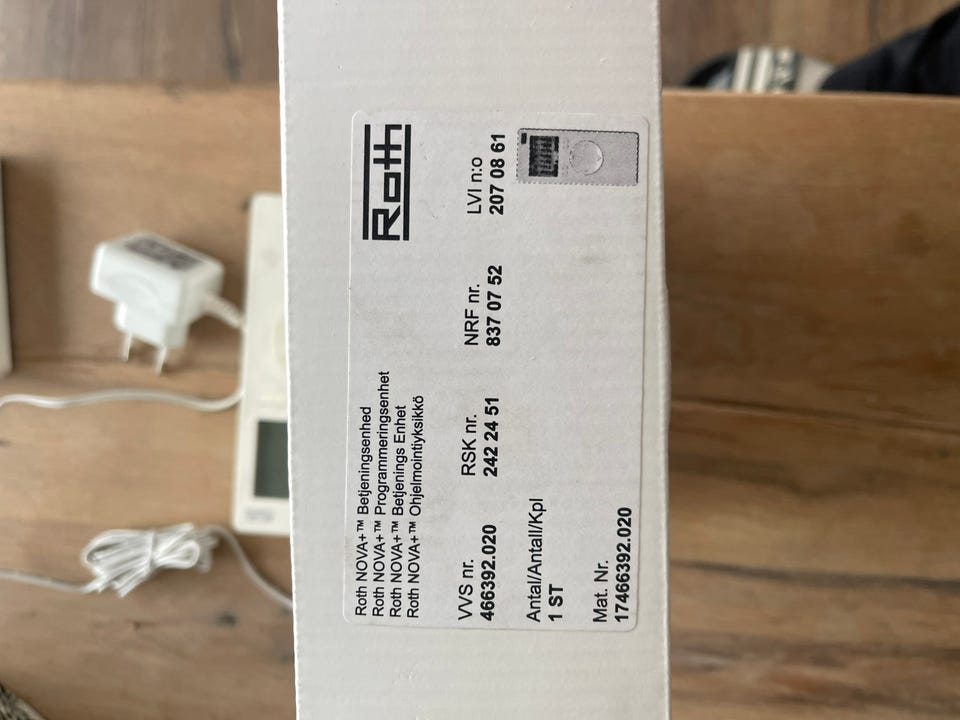 Roth
Roth NOVA+™ Betjeningsenhed
Roth NOVA+™ Programmeringsenhet
Roth NOVA+™ Betjenings Enhet
Roth NOVA+™ Ohjelmointiyksikkö
VVS nr. RSK nr. NRF nr. LVI n:o
466392.020 242 24 51 837 07 52 207 08 61
Antall/Antall/Kpl
1 ST
Mat. Nr.
17466392.020